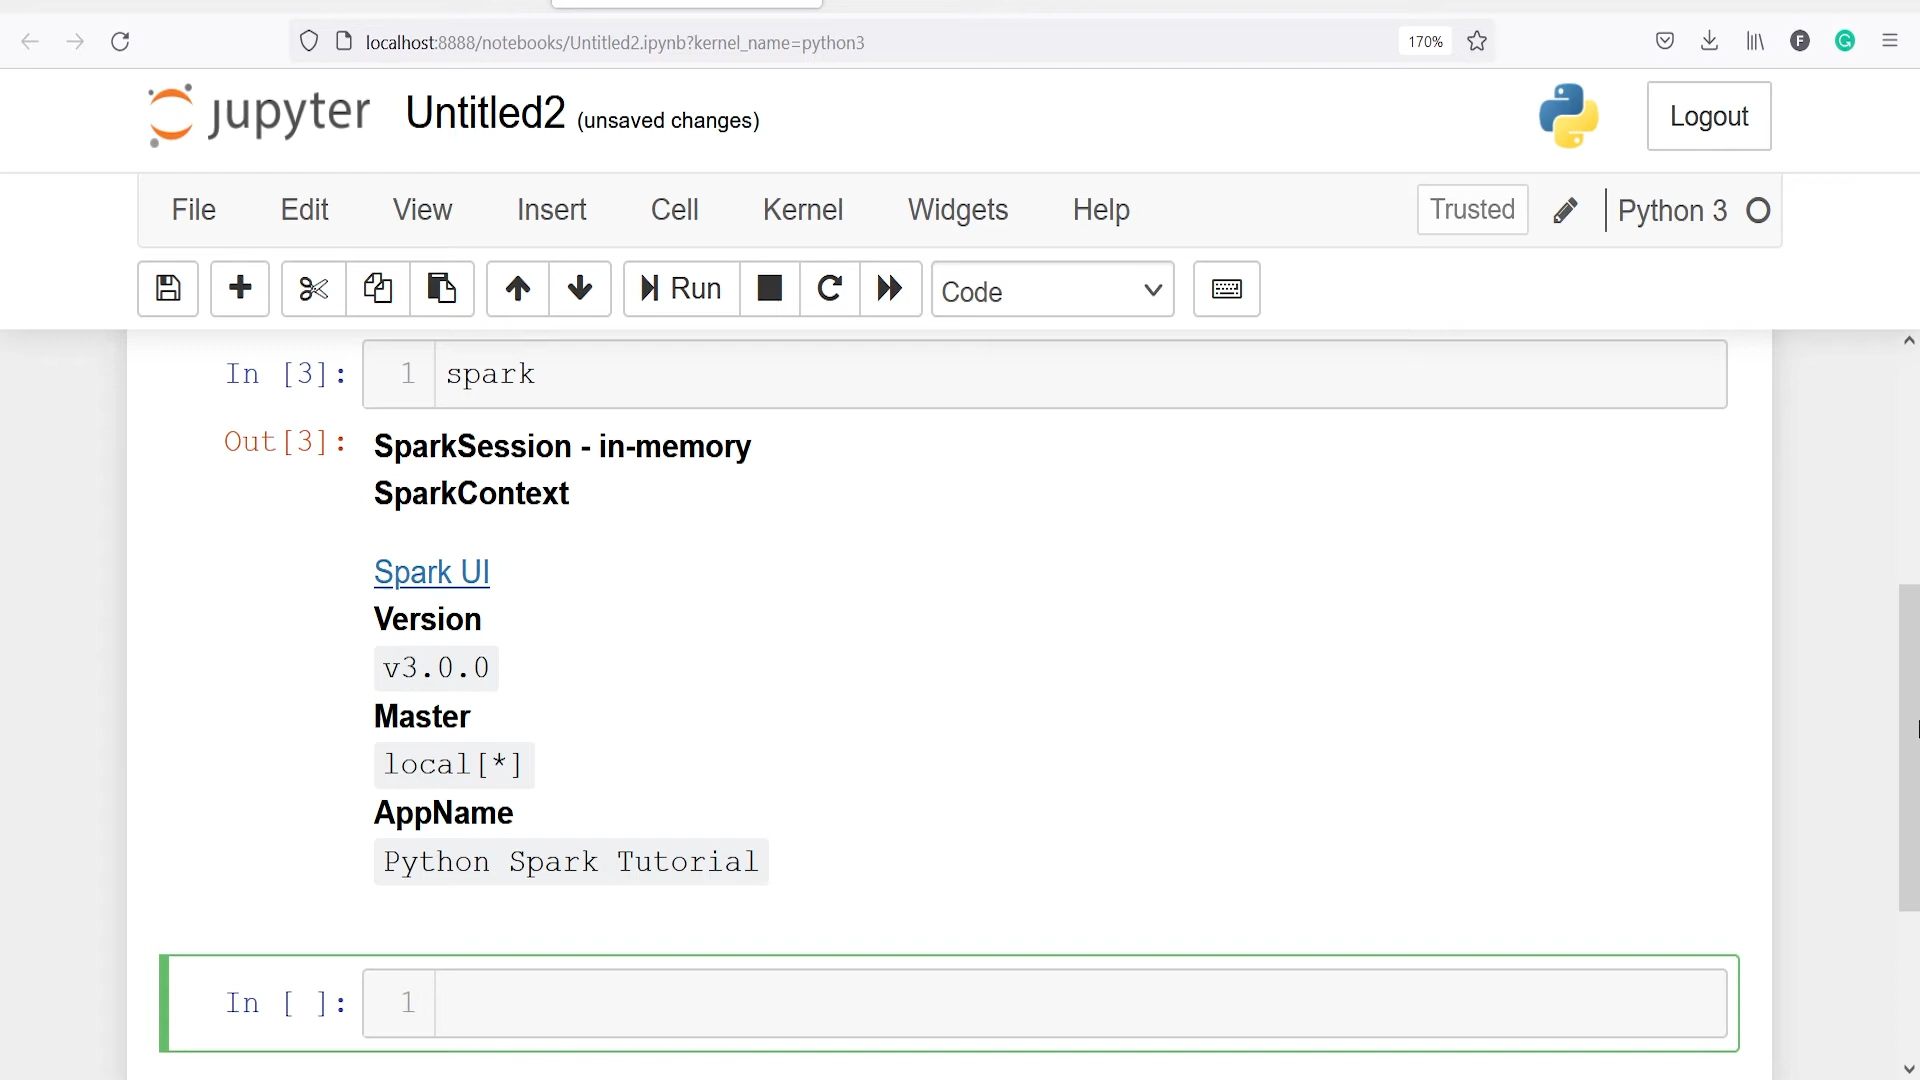 localhost:8888/notebooks/Untitled2.ipynb?kernel_name=python3 170% F G
jupyter Untitled2 (unsaved changes) Logout
File Edit View Insert Cell Kernel Widgets Help Trusted Python 3
Run Code
In [3]: 1 spark
Out[3]: SparkSession - in-memory
SparkContext
Spark UI
Version
v3.0.0
Master
local[*]
AppName
Python Spark Tutorial
In [ ]: 1